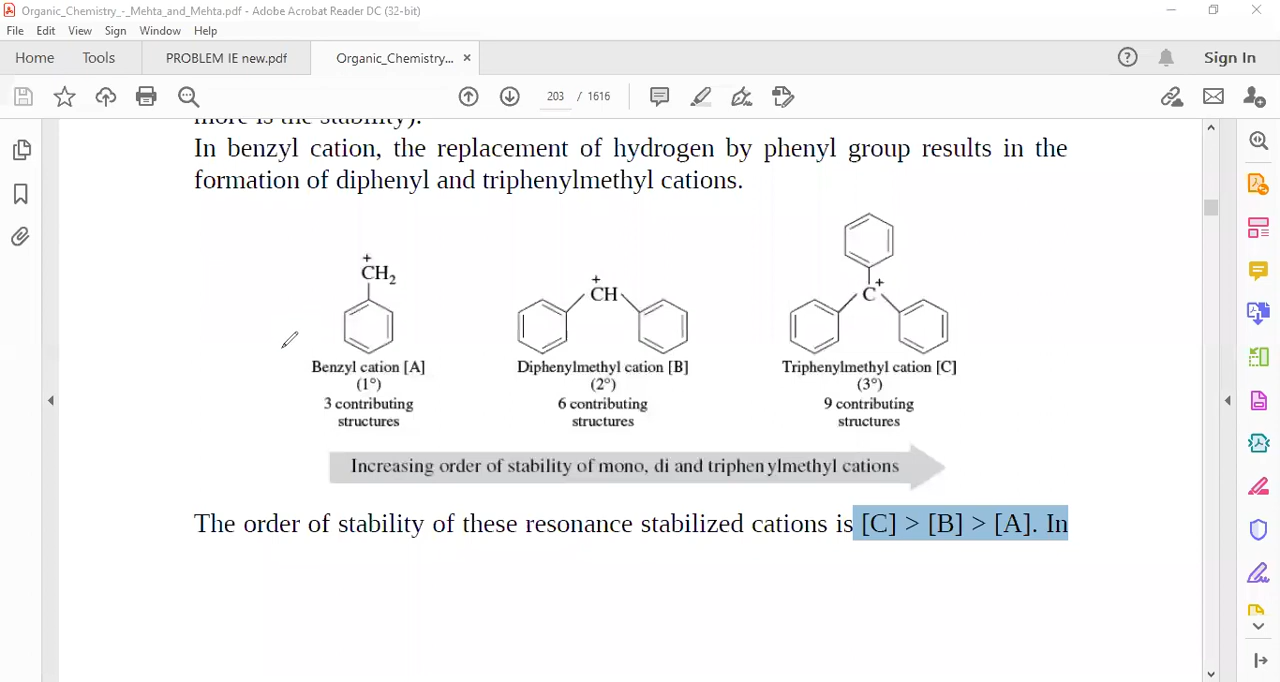 Organic_Chemistry_-_Mehta_and_Mehta.pdf - Adobe Acrobat Reader DC (32-bit)
File Edit View Sign Window Help
Home Tools PROBLEM IE new.pdf Organic_Chemistry... × Sign In
203 / 1616
more is the stability).
In benzyl cation, the replacement of hydrogen by phenyl group results in the
formation of diphenyl and triphenylmethyl cations.
+
CH2
+
CH
C+
Benzyl cation [A] Diphenylmethyl cation [B] Triphenylmethyl cation [C]
(1°) (2°) (3°)
3 contributing 6 contributing 9 contributing
structures structures structures
Increasing order of stability of mono, di and triphenylmethyl cations
The order of stability of these resonance stabilized cations is [C] > [B] > [A]. In